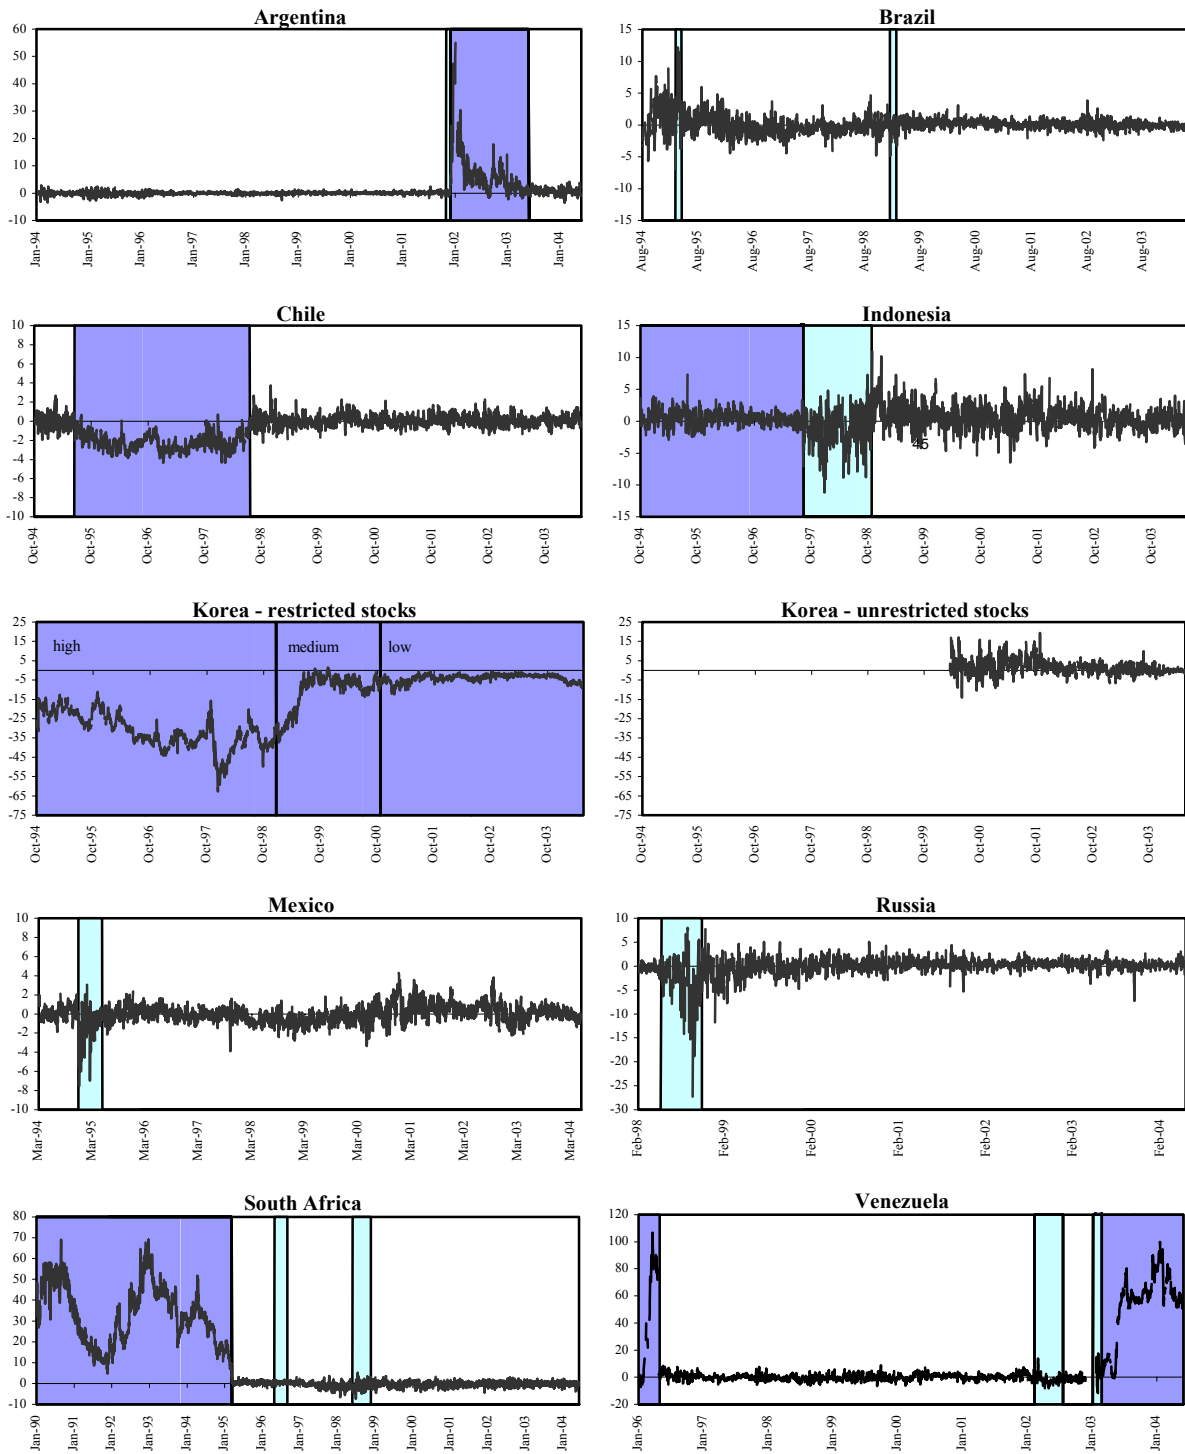 Argentina
60
50
40
30
20
10
0
-10
Jan-94
Jan-95
Jan-96
Jan-97
Jan-98
Jan-99
Jan-00
Jan-01
Jan-02
Jan-03
Jan-04
Brazil
15
10
5
0
-5
-10
-15
Aug-94
Aug-95
Aug-96
Aug-97
Aug-98
Aug-99
Aug-00
Aug-01
Aug-02
Aug-03
Chile
10
8
6
4
2
0
-2
-4
-6
-8
-10
Oct-94
Oct-95
Oct-96
Oct-97
Oct-98
Oct-99
Oct-00
Oct-01
Oct-02
Oct-03
Indonesia
15
10
5
0
-5
-10
-15
45
Oct-94
Oct-95
Oct-96
Oct-97
Oct-98
Oct-99
Oct-00
Oct-01
Oct-02
Oct-03
Korea - restricted stocks
25
15
5
-5
-15
-25
-35
-45
-55
-65
-75
high
medium
low
Oct-94
Oct-95
Oct-96
Oct-97
Oct-98
Oct-99
Oct-00
Oct-01
Oct-02
Oct-03
Korea - unrestricted stocks
25
15
5
-5
-15
-25
-35
-45
-55
-65
-75
Oct-94
Oct-95
Oct-96
Oct-97
Oct-98
Oct-99
Oct-00
Oct-01
Oct-02
Oct-03
Mexico
10
8
6
4
2
0
-2
-4
-6
-8
-10
Mar-94
Mar-95
Mar-96
Mar-97
Mar-98
Mar-99
Mar-00
Mar-01
Mar-02
Mar-03
Mar-04
Russia
10
5
0
-5
-10
-15
-20
-25
-30
Feb-98
Feb-99
Feb-00
Feb-01
Feb-02
Feb-03
Feb-04
South Africa
80
70
60
50
40
30
20
10
0
-10
Jan-90
Jan-91
Jan-92
Jan-93
Jan-94
Jan-95
Jan-96
Jan-97
Jan-98
Jan-99
Jan-00
Jan-01
Jan-02
Jan-03
Jan-04
Venezuela
120
100
80
60
40
20
0
-20
Jan-96
Jan-97
Jan-98
Jan-99
Jan-00
Jan-01
Jan-02
Jan-03
Jan-04